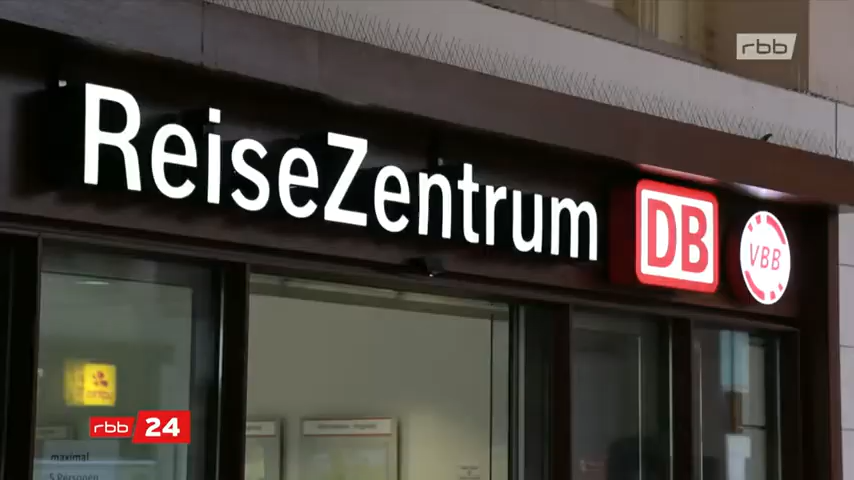 rbb
ReiseZentrum
DB
VBB
rbb 24
maximal
5 Personen